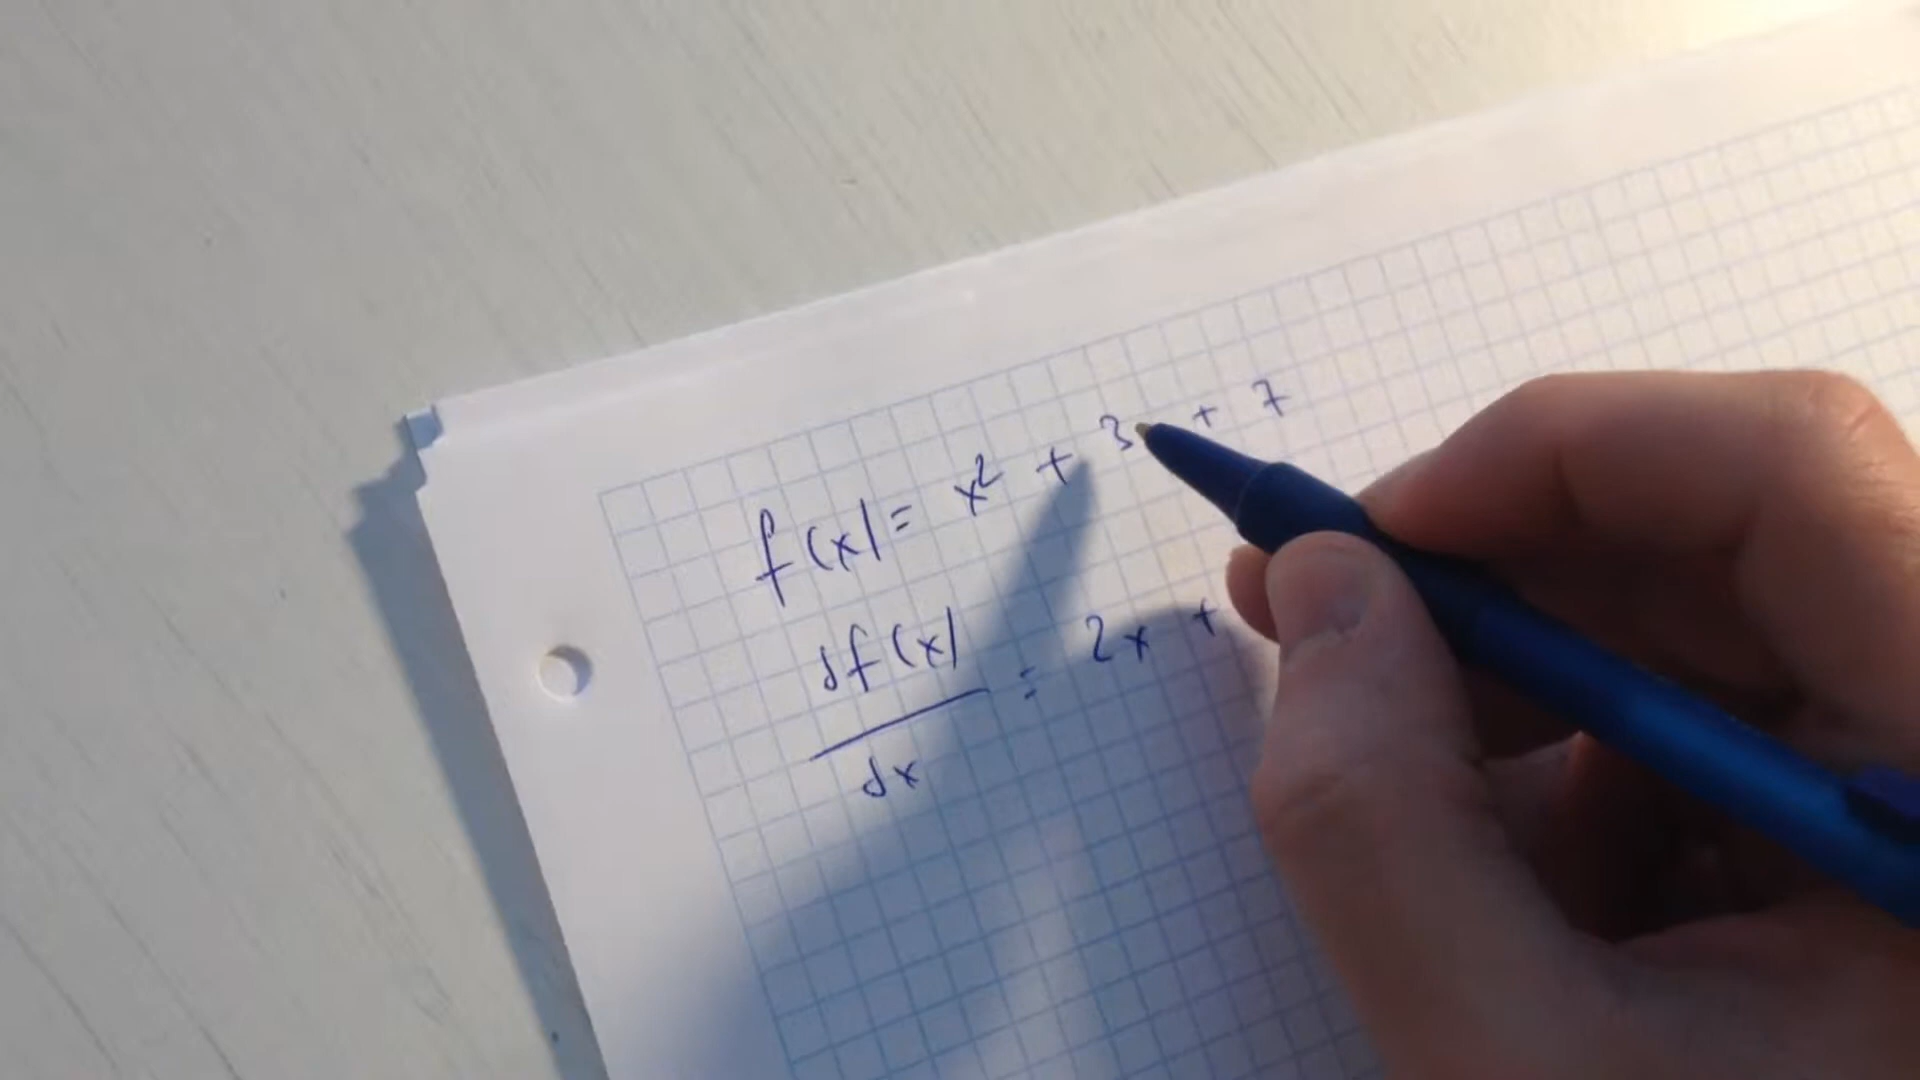 f(x)= x² + 3 + 7
df(x)/dx = 2x +